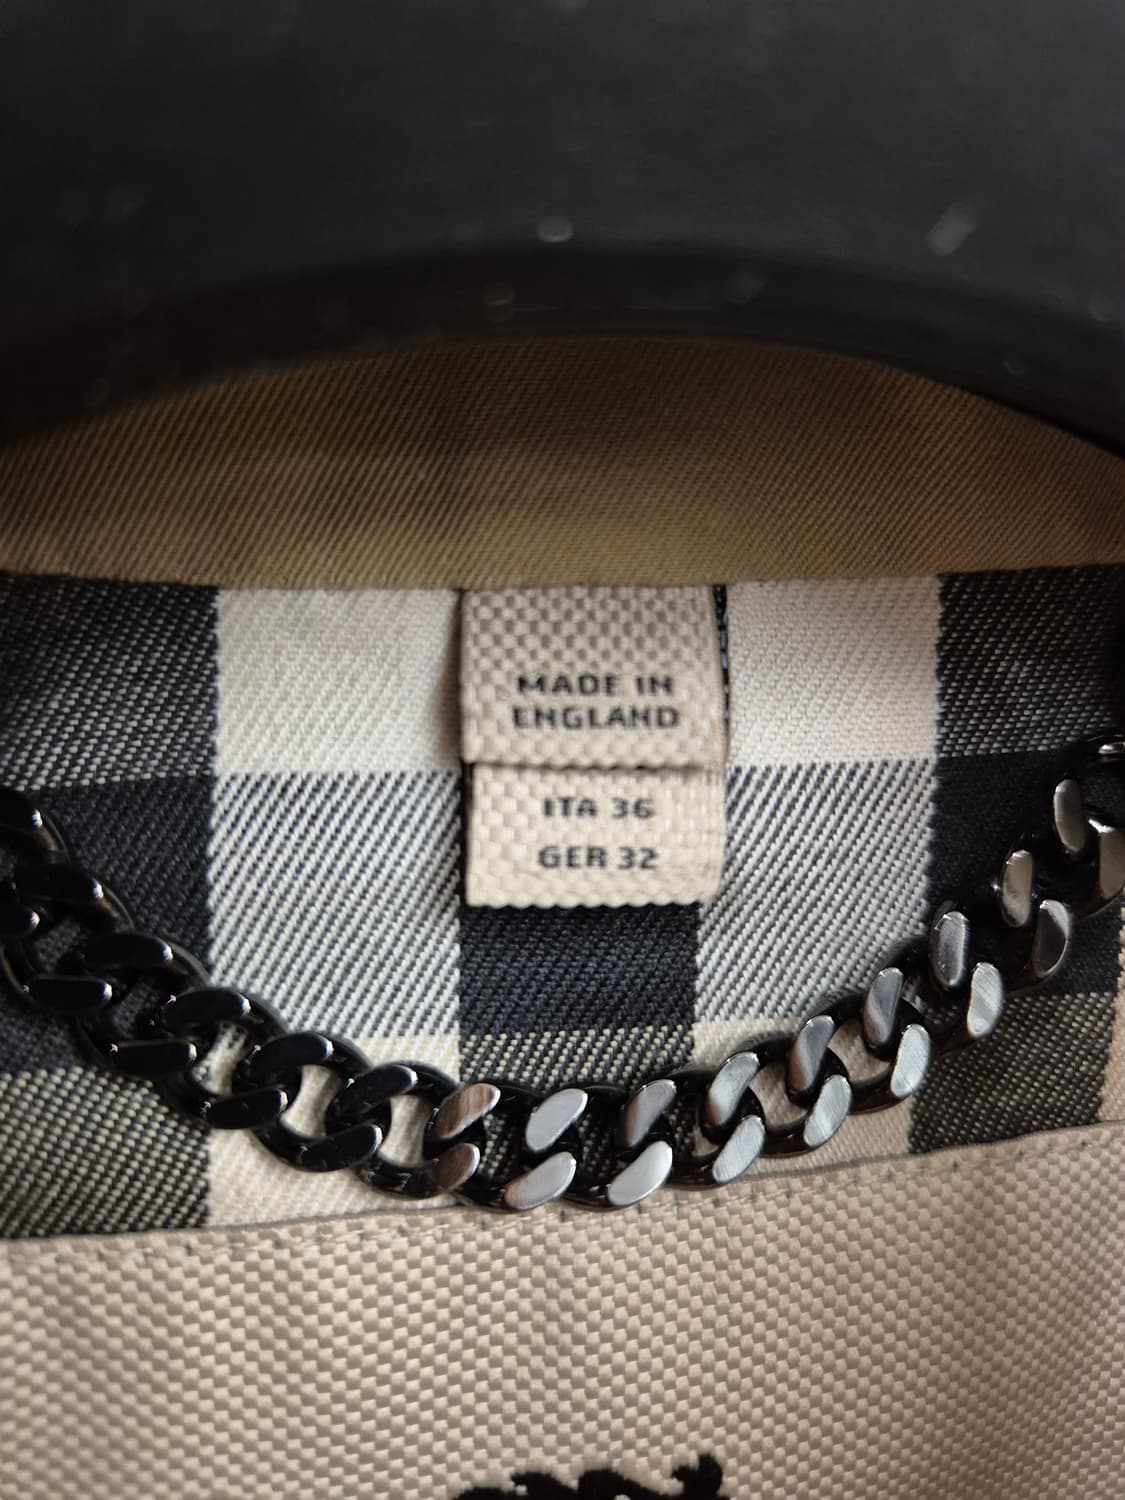 MADE IN
ENGLAND
ITA 36
GER 32